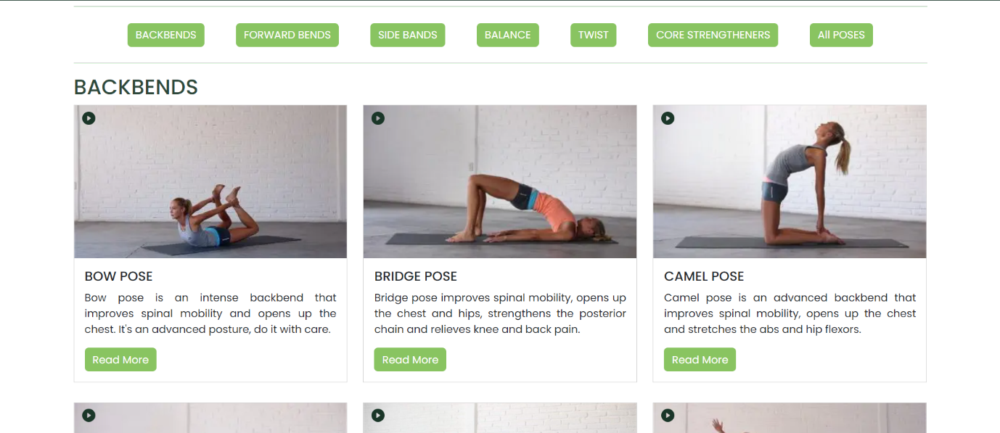 BACKBENDS FORWARD BENDS SIDE BANDS BALANCE TWIST CORE STRENGTHENERS All POSES
BACKBENDS
BOW POSE
Bow pose is an intense backbend that
improves spinal mobility and opens up the
chest. It's an advanced posture, do it with care.
Read More
BRIDGE POSE
Bridge pose improves spinal mobility, opens up
the chest and hips, strengthens the posterior
chain and relieves knee and back pain.
Read More
CAMEL POSE
Camel pose is an advanced backbend that
improves spinal mobility, opens up the chest
and stretches the abs and hip flexors.
Read More